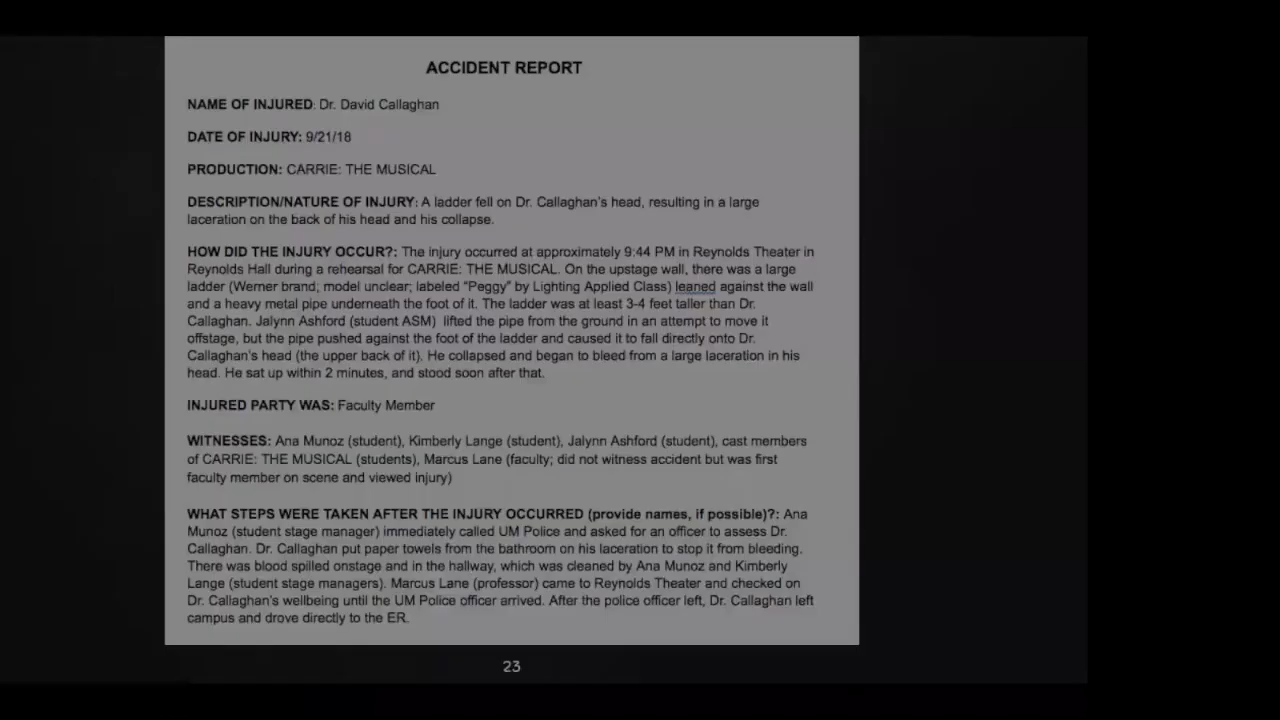 ACCIDENT REPORT
NAME OF INJURED: Dr. David Callaghan
DATE OF INJURY: 9/21/18
PRODUCTION: CARRIE: THE MUSICAL
DESCRIPTION/NATURE OF INJURY: A ladder fell on Dr. Callaghan's head, resulting in a large
laceration on the back of his head and his collapse.
HOW DID THE INJURY OCCUR?: The injury occurred at approximately 9:44 PM in Reynolds Theater in
Reynolds Hall during a rehearsal for CARRIE: THE MUSICAL. On the upstage wall, there was a large
ladder (Werner brand; model unclear; labeled “Peggy” by Lighting Applied Class) leaned against the wall
and a heavy metal pipe underneath the foot of it. The ladder was at least 3-4 feet taller than Dr.
Callaghan. Jalynn Ashford (student ASM) lifted the pipe from the ground in an attempt to move it
offstage, but the pipe pushed against the foot of the ladder and caused it to fall directly onto Dr.
Callaghan's head (the upper back of it). He collapsed and began to bleed from a large laceration in his
head. He sat up within 2 minutes, and stood soon after that.
INJURED PARTY WAS: Faculty Member
WITNESSES: Ana Munoz (student), Kimberly Lange (student), Jalynn Ashford (student), cast members
of CARRIE: THE MUSICAL (students), Marcus Lane (faculty; did not witness accident but was first
faculty member on scene and viewed injury)
WHAT STEPS WERE TAKEN AFTER THE INJURY OCCURRED (provide names, if possible)?: Ana
Munoz (student stage manager) immediately called UM Police and asked for an officer to assess Dr.
Callaghan. Dr. Callaghan put paper towels from the bathroom on his laceration to stop it from bleeding.
There was blood spilled onstage and in the hallway, which was cleaned by Ana Munoz and Kimberly
Lange (student stage managers). Marcus Lane (professor) came to Reynolds Theater and checked on
Dr. Callaghan's wellbeing until the UM Police officer arrived. After the police officer left, Dr. Callaghan left
campus and drove directly to the ER.
23